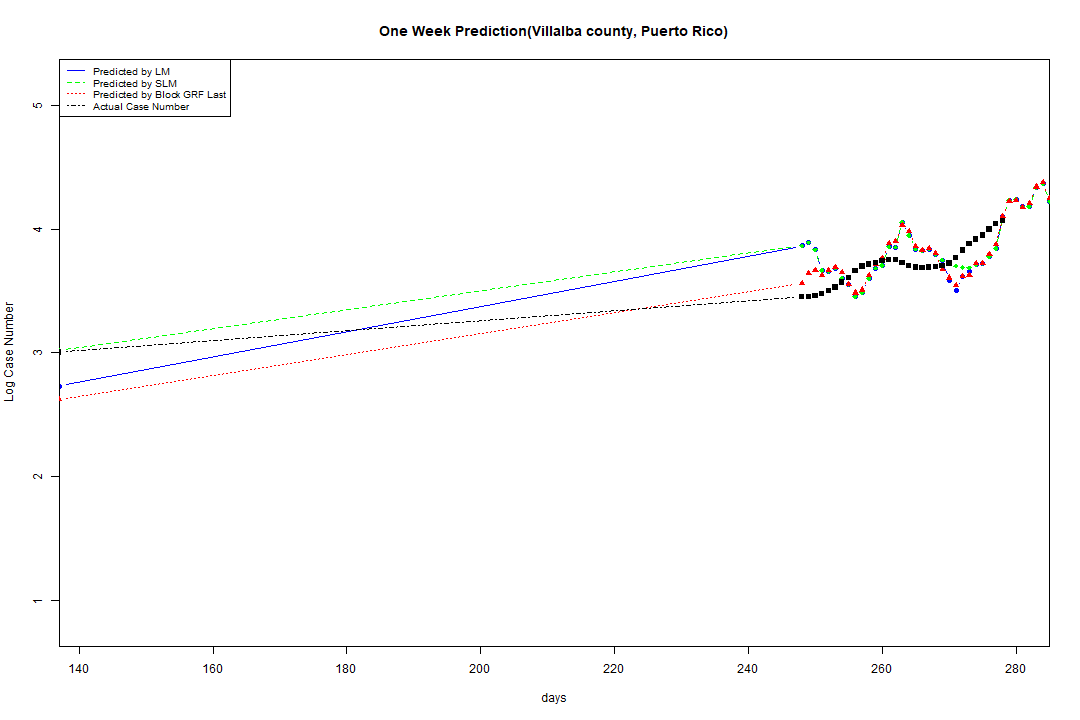 One Week Prediction(Villalba county, Puerto Rico)
Predicted by LM
Predicted by SLM
Predicted by Block GRF Last
Actual Case Number
5
4
3
2
1
Log Case Number
140 160 180 200 220 240 260 280
days